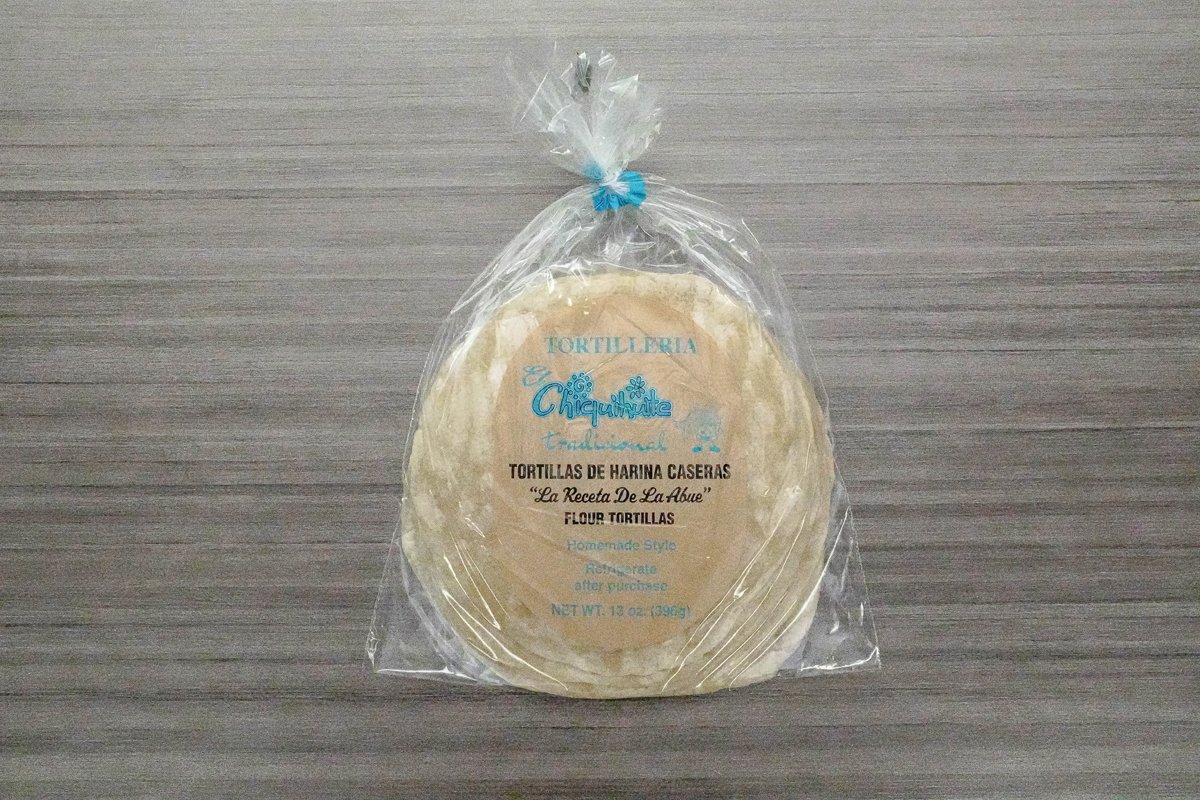 TORTILLERIA
El
Chiquihuite
tradicional
TORTILLAS DE HARINA CASERAS
"La Receta De La Abue"
FLOUR TORTILLAS
Homemade Style
Refrigerate
after purchase
NET WT. 13 oz. (396g)